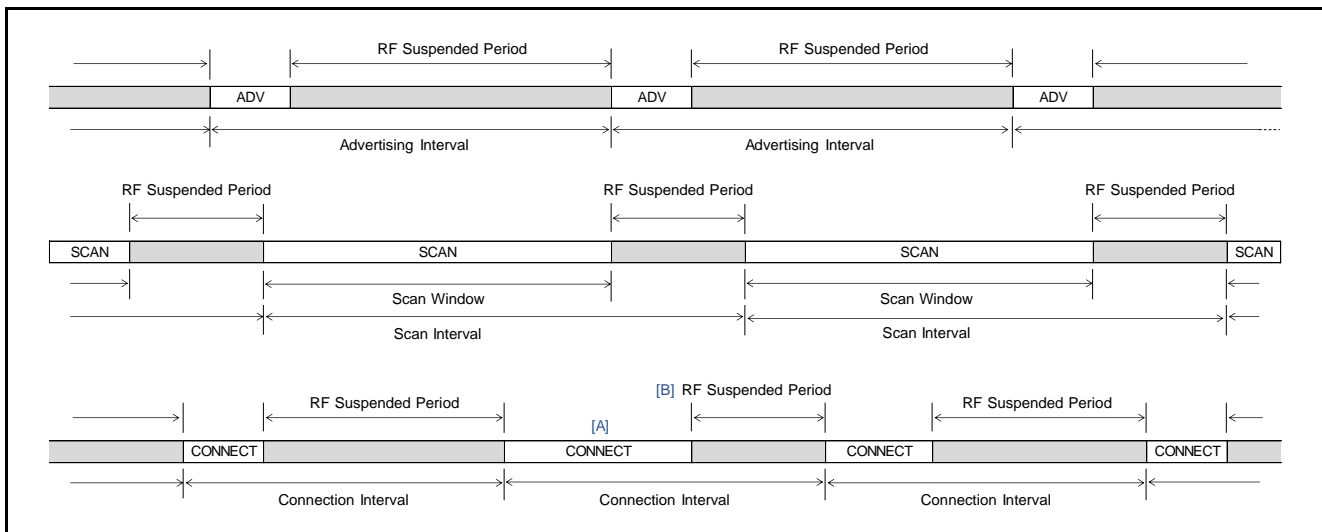 RF Suspended Period RF Suspended Period
ADV ADV ADV
Advertising Interval Advertising Interval
RF Suspended Period RF Suspended Period RF Suspended Period
SCAN SCAN SCAN SCAN
Scan Window Scan Window
Scan Interval Scan Interval
[B] RF Suspended Period
RF Suspended Period RF Suspended Period
[A]
CONNECT CONNECT CONNECT CONNECT
Connection Interval Connection Interval Connection Interval